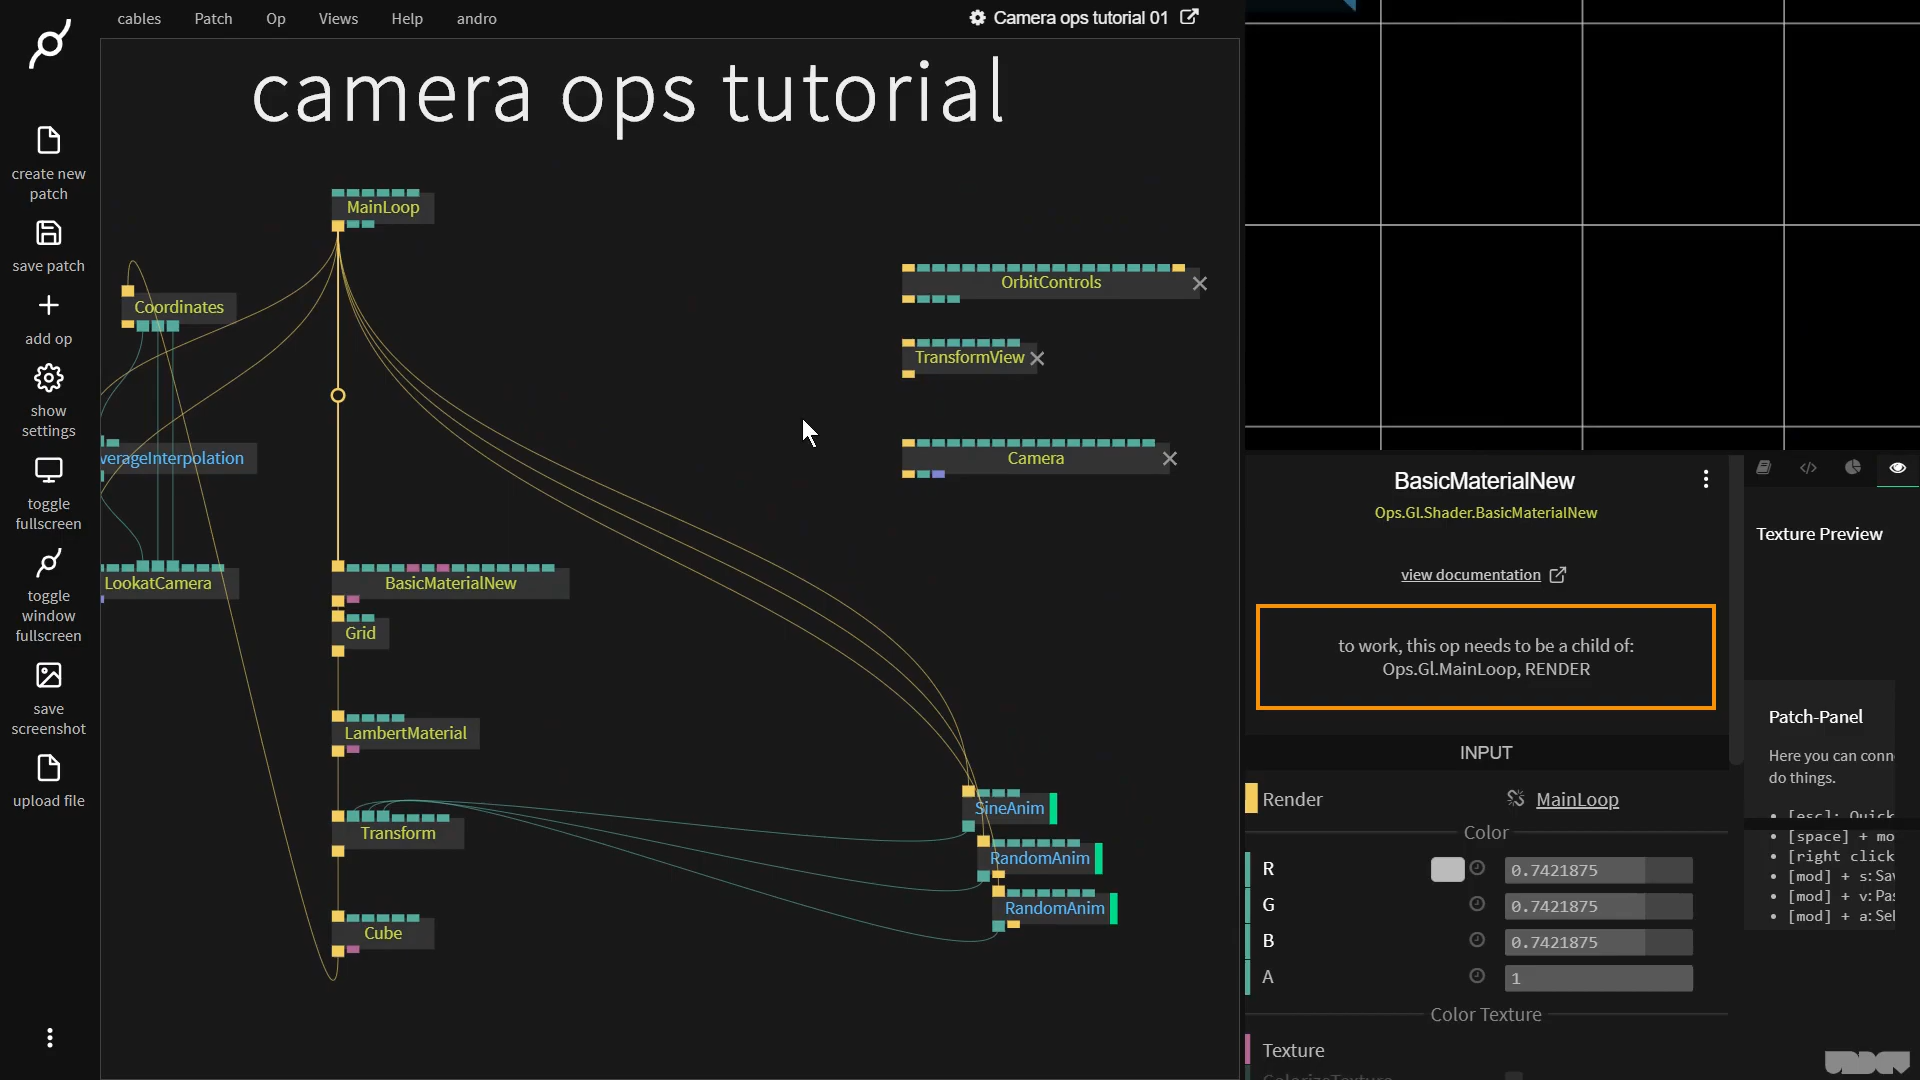 cables
Patch
Op
Views
Help
andro
Camera ops tutorial 01
camera ops tutorial
create new
patch
save patch
add op
show
settings
toggle
fullscreen
toggle
window
fullscreen
save
screenshot
upload file
MainLoop
Coordinates
verageInterpolation
LookatCamera
BasicMaterialNew
Grid
LambertMaterial
Transform
Cube
OrbitControls
TransformView
Camera
SineAnim
RandomAnim
RandomAnim
BasicMaterialNew
Ops.Gl.Shader.BasicMaterialNew
view documentation
to work, this op needs to be a child of:
Ops.Gl.MainLoop, RENDER
INPUT
Render
MainLoop
Color
R
0.7421875
G
0.7421875
B
0.7421875
A
1
Color Texture
Texture
Texture Preview
Patch-Panel
Here you can conn
do things.
[esc]: Quick
[space] + mo
[right click
[mod] + s: Sav
[mod] + v: Pas
[mod] + a: Sel